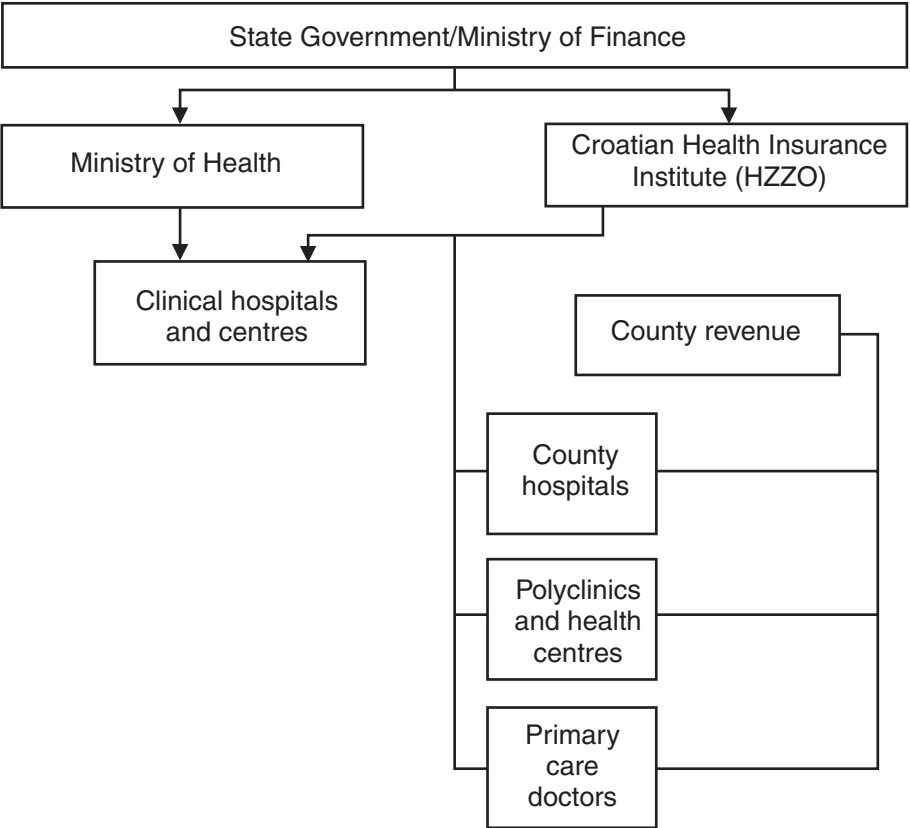 State Government/Ministry of Finance
Ministry of Health
Croatian Health Insurance
Institute (HZZO)
Clinical hospitals
and centres
County revenue
County
hospitals
Polyclinics
and health
centres
Primary
care
doctors